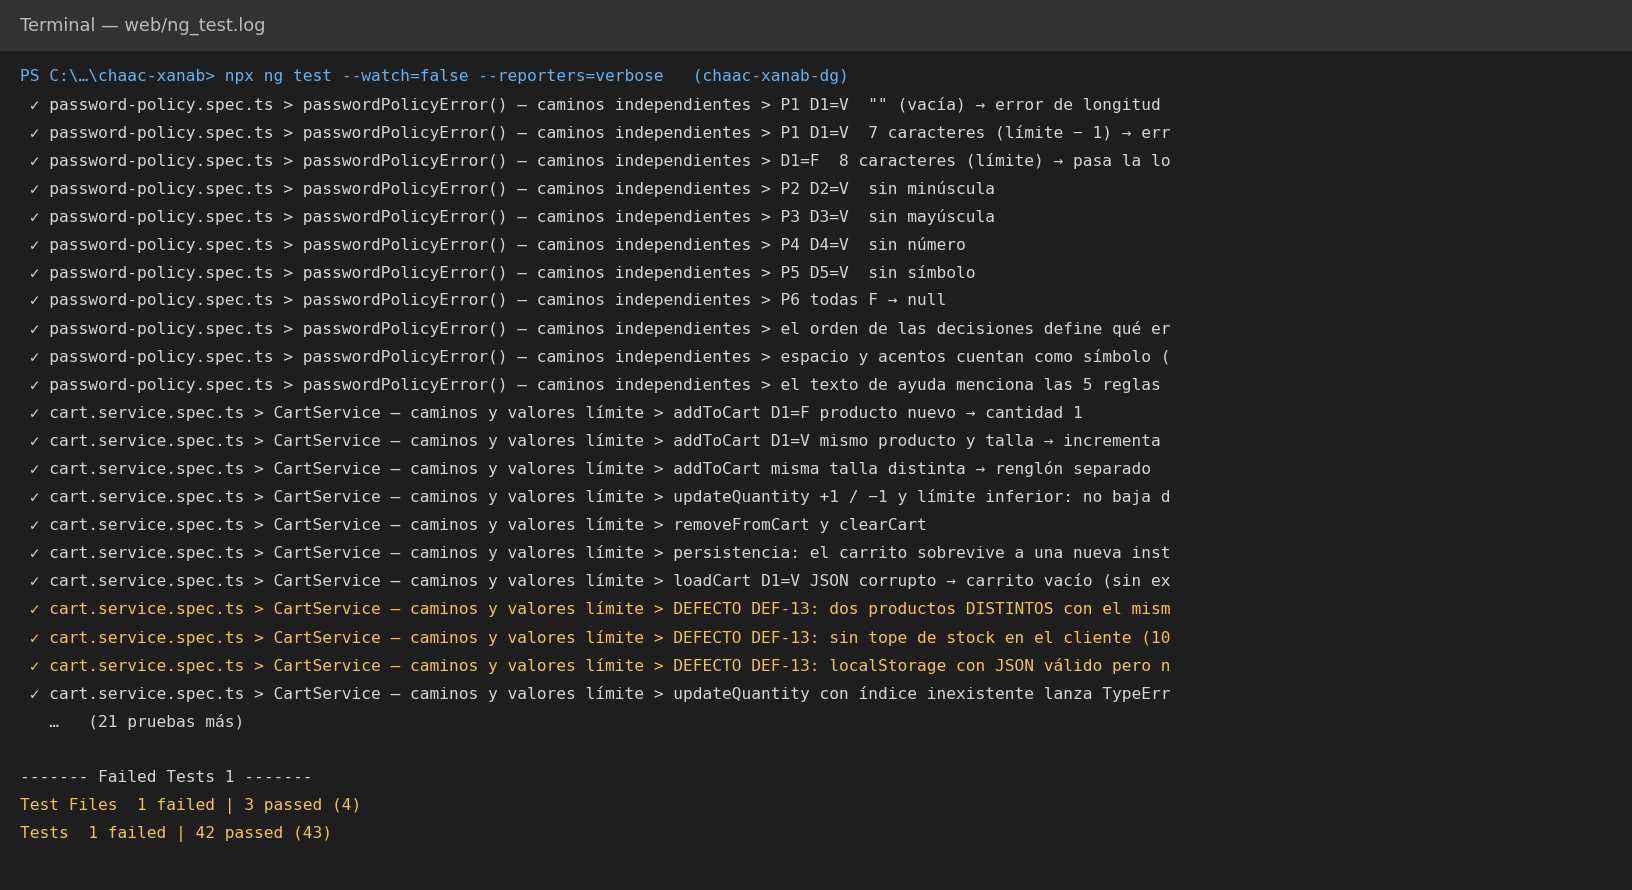 Terminal — web/ng_test.log
PS C:\…\chaac-xanab> npx ng test --watch=false --reporters=verbose   (chaac-xanab-dg)
✓ password-policy.spec.ts > passwordPolicyError() — caminos independientes > P1 D1=V  "" (vacía) → error de longitud
✓ password-policy.spec.ts > passwordPolicyError() — caminos independientes > P1 D1=V  7 caracteres (límite − 1) → err
✓ password-policy.spec.ts > passwordPolicyError() — caminos independientes > D1=F  8 caracteres (límite) → pasa la lo
✓ password-policy.spec.ts > passwordPolicyError() — caminos independientes > P2 D2=V  sin minúscula
✓ password-policy.spec.ts > passwordPolicyError() — caminos independientes > P3 D3=V  sin mayúscula
✓ password-policy.spec.ts > passwordPolicyError() — caminos independientes > P4 D4=V  sin número
✓ password-policy.spec.ts > passwordPolicyError() — caminos independientes > P5 D5=V  sin símbolo
✓ password-policy.spec.ts > passwordPolicyError() — caminos independientes > P6 todas F → null
✓ password-policy.spec.ts > passwordPolicyError() — caminos independientes > el orden de las decisiones define qué er
✓ password-policy.spec.ts > passwordPolicyError() — caminos independientes > espacio y acentos cuentan como símbolo (
✓ password-policy.spec.ts > passwordPolicyError() — caminos independientes > el texto de ayuda menciona las 5 reglas
✓ cart.service.spec.ts > CartService — caminos y valores límite > addToCart D1=F producto nuevo → cantidad 1
✓ cart.service.spec.ts > CartService — caminos y valores límite > addToCart D1=V mismo producto y talla → incrementa
✓ cart.service.spec.ts > CartService — caminos y valores límite > addToCart misma talla distinta → renglón separado
✓ cart.service.spec.ts > CartService — caminos y valores límite > updateQuantity +1 / −1 y límite inferior: no baja d
✓ cart.service.spec.ts > CartService — caminos y valores límite > removeFromCart y clearCart
✓ cart.service.spec.ts > CartService — caminos y valores límite > persistencia: el carrito sobrevive a una nueva inst
✓ cart.service.spec.ts > CartService — caminos y valores límite > loadCart D1=V JSON corrupto → carrito vacío (sin ex
✓ cart.service.spec.ts > CartService — caminos y valores límite > DEFECTO DEF-13: dos productos DISTINTOS con el mism
✓ cart.service.spec.ts > CartService — caminos y valores límite > DEFECTO DEF-13: sin tope de stock en el cliente (10
✓ cart.service.spec.ts > CartService — caminos y valores límite > DEFECTO DEF-13: localStorage con JSON válido pero n
✓ cart.service.spec.ts > CartService — caminos y valores límite > updateQuantity con índice inexistente lanza TypeErr
…   (21 pruebas más)
------- Failed Tests 1 -------
Test Files  1 failed | 3 passed (4)
Tests  1 failed | 42 passed (43)